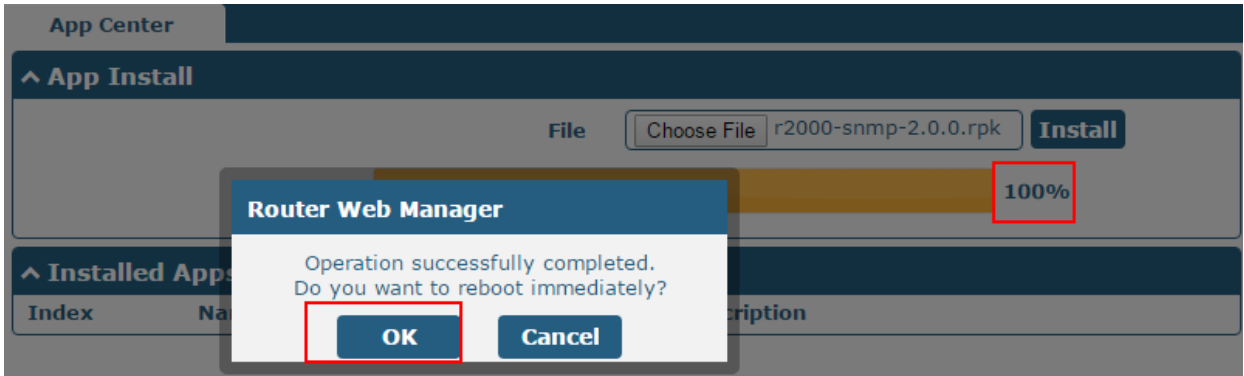 App Center
App Install
File Choose File r2000-snmp-2.0.0.rpk Install
100%
Router Web Manager
Operation successfully completed.
Do you want to reboot immediately?
OK Cancel
Installed Apps
Index